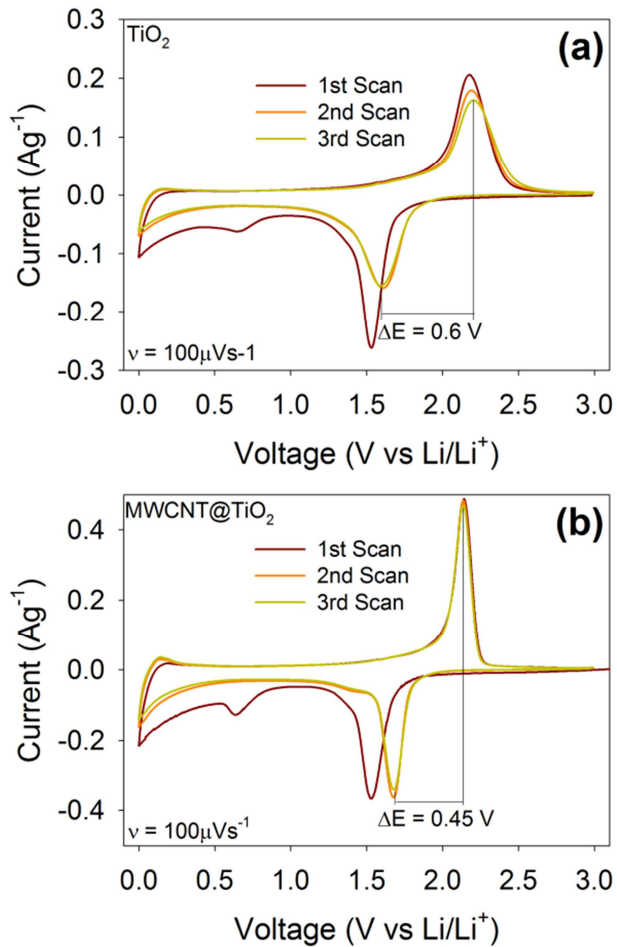 TiO2
(a)
1st Scan
2nd Scan
3rd Scan
0.3
0.2
0.1
0.0
-0.1
-0.2
-0.3
Current (Ag-1)
ΔE = 0.6 V
ν = 100μVs-1
0.0 0.5 1.0 1.5 2.0 2.5 3.0
Voltage (V vs Li/Li+)
MWCNT@TiO2
(b)
1st Scan
2nd Scan
3rd Scan
0.4
0.2
0.0
-0.2
-0.4
Current (Ag-1)
ΔE = 0.45 V
ν = 100μVs-1
0.0 0.5 1.0 1.5 2.0 2.5 3.0
Voltage (V vs Li/Li+)